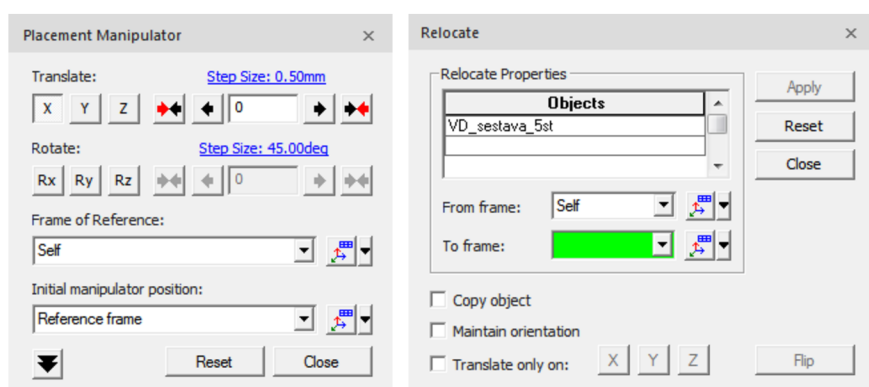 Placement Manipulator
Translate:
Step Size: 0.50mm
X Y Z
0
Rotate:
Step Size: 45.00deg
Rx Ry Rz
0
Frame of Reference:
Self
Initial manipulator position:
Reference frame
Reset Close
Relocate
Relocate Properties
Objects
VD_sestava_5st
Apply
Reset
Close
From frame: Self
To frame:
Copy object
Maintain orientation
Translate only on: X Y Z
Flip